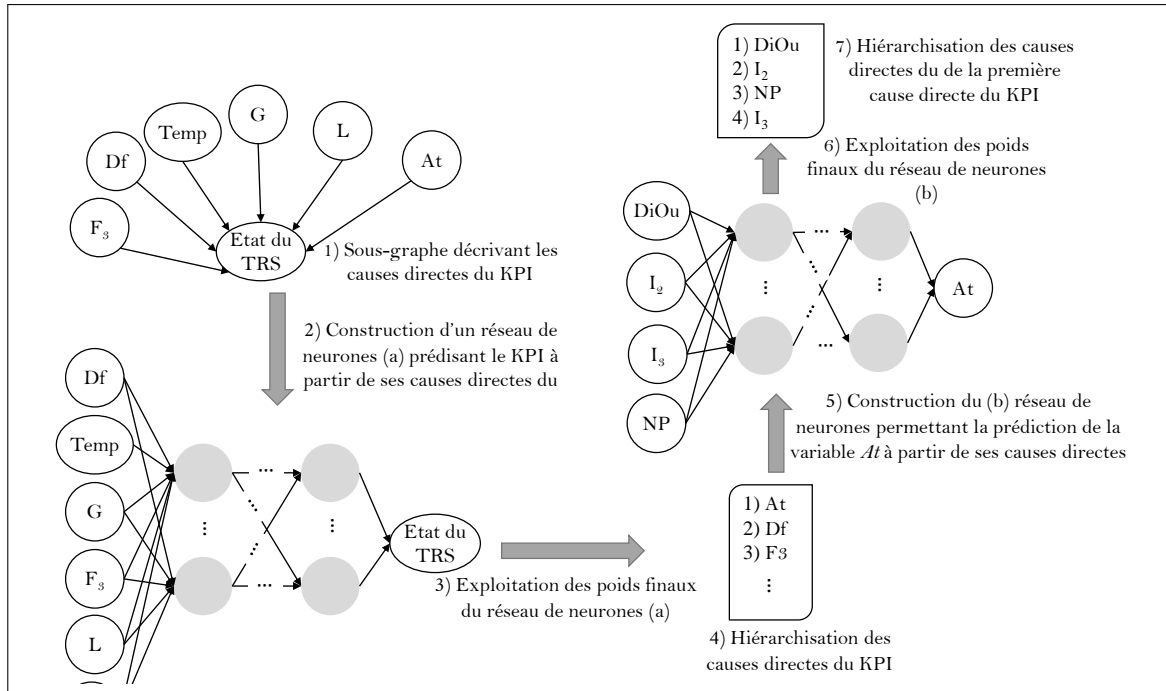 G
Temp
L
Df
At
F₃
Etat du
TRS
1) Sous-graphe décrivant les
causes directes du KPI
2) Construction d'un réseau de
neurones (a) prédisant le KPI à
partir de ses causes directes du
Df
Temp
G
F₃
L
...
...
⋮
⋮
...
...
Etat du
TRS
3) Exploitation des poids finaux
du réseau de neurones (a)
1) At
2) Df
3) F3
⋮
4) Hiérarchisation des
causes directes du KPI
5) Construction du (b) réseau de
neurones permettant la prédiction de la
variable At à partir de ses causes directes
DiOu
I₂
I₃
NP
...
...
⋮
⋮
...
...
At
6) Exploitation des poids
finaux du réseau de neurones
(b)
1) DiOu
2) I₂
3) NP
4) I₃
7) Hiérarchisation des causes
directes du de la première
cause directe du KPI